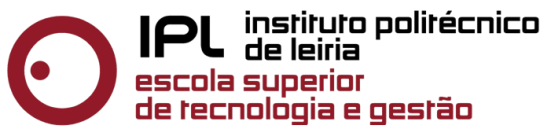 IPL instituto politécnico
de leiria
escola superior
de tecnologia e gestão